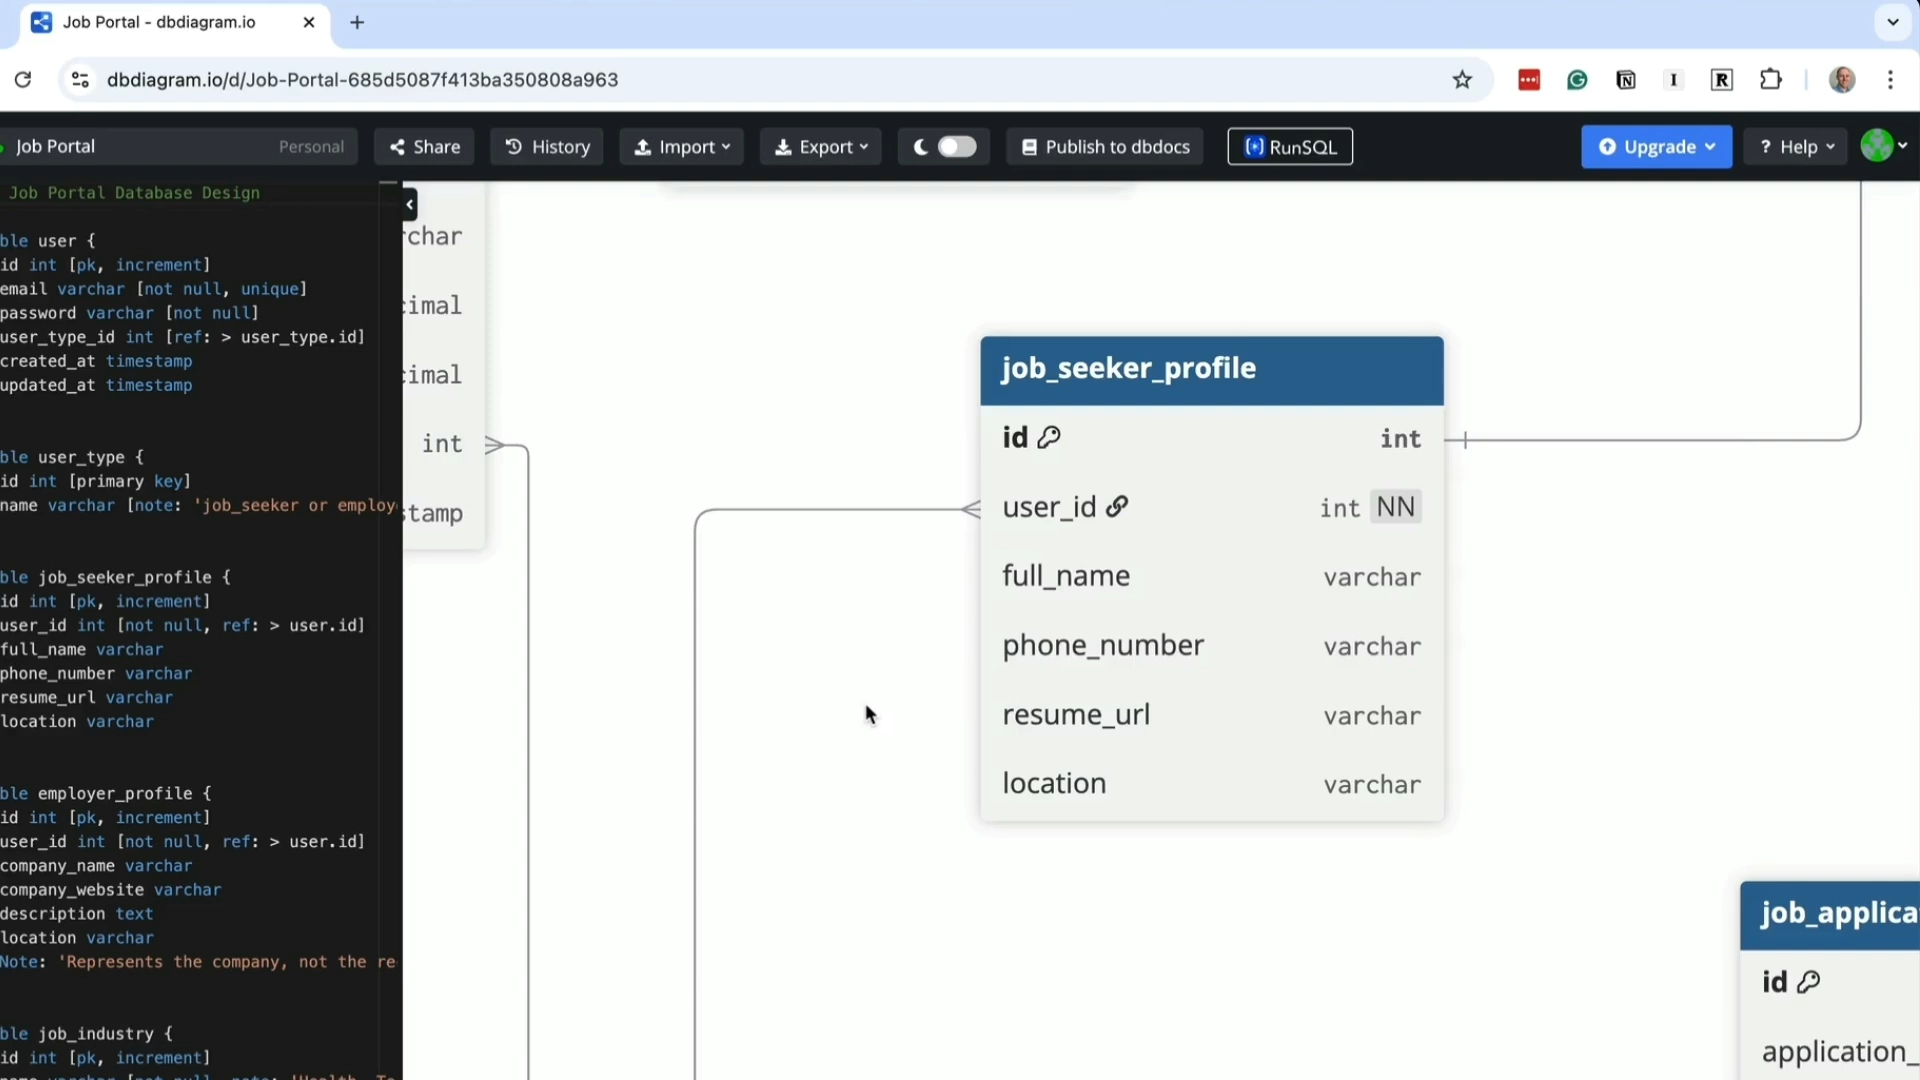 Job Portal - dbdiagram.io
dbdiagram.io/d/Job-Portal-685d5087f413ba350808a963
Job Portal
Personal
Share
History
Import
Export
Publish to dbdocs
RunSQL
Upgrade
? Help
Job Portal Database Design
ble user {
id int [pk, increment]
email varchar [not null, unique]
password varchar [not null]
user_type_id int [ref: > user_type.id]
created_at timestamp
updated_at timestamp
ble user_type {
id int [primary key]
name varchar [note: 'job_seeker or employ
ble job_seeker_profile {
id int [pk, increment]
user_id int [not null, ref: > user.id]
full_name varchar
phone_number varchar
resume_url varchar
location varchar
ble employer_profile {
id int [pk, increment]
user_id int [not null, ref: > user.id]
company_name varchar
company_website varchar
description text
location varchar
Note: 'Represents the company, not the re
ble job_industry {
id int [pk, increment]
rchar
cimal
cimal
int
stamp
job_seeker_profile
id int
user_id int NN
full_name varchar
phone_number varchar
resume_url varchar
location varchar
job_applica
id
application_